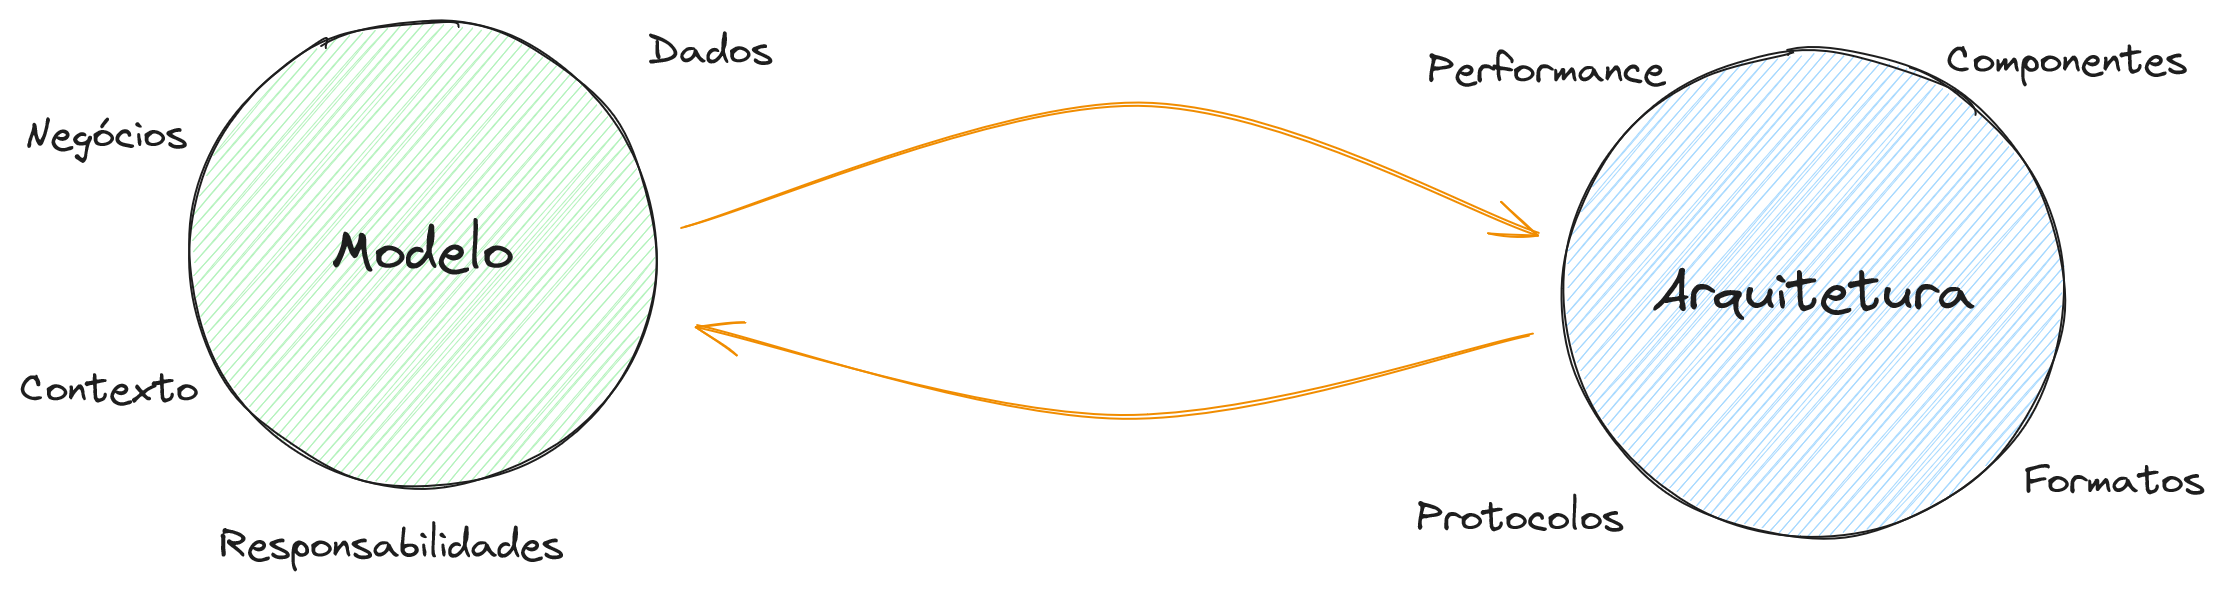 Dados
Negócios
Modelo
Contexto
Responsabilidades
Performance
Componentes
Arquitetura
Protocolos
Formatos